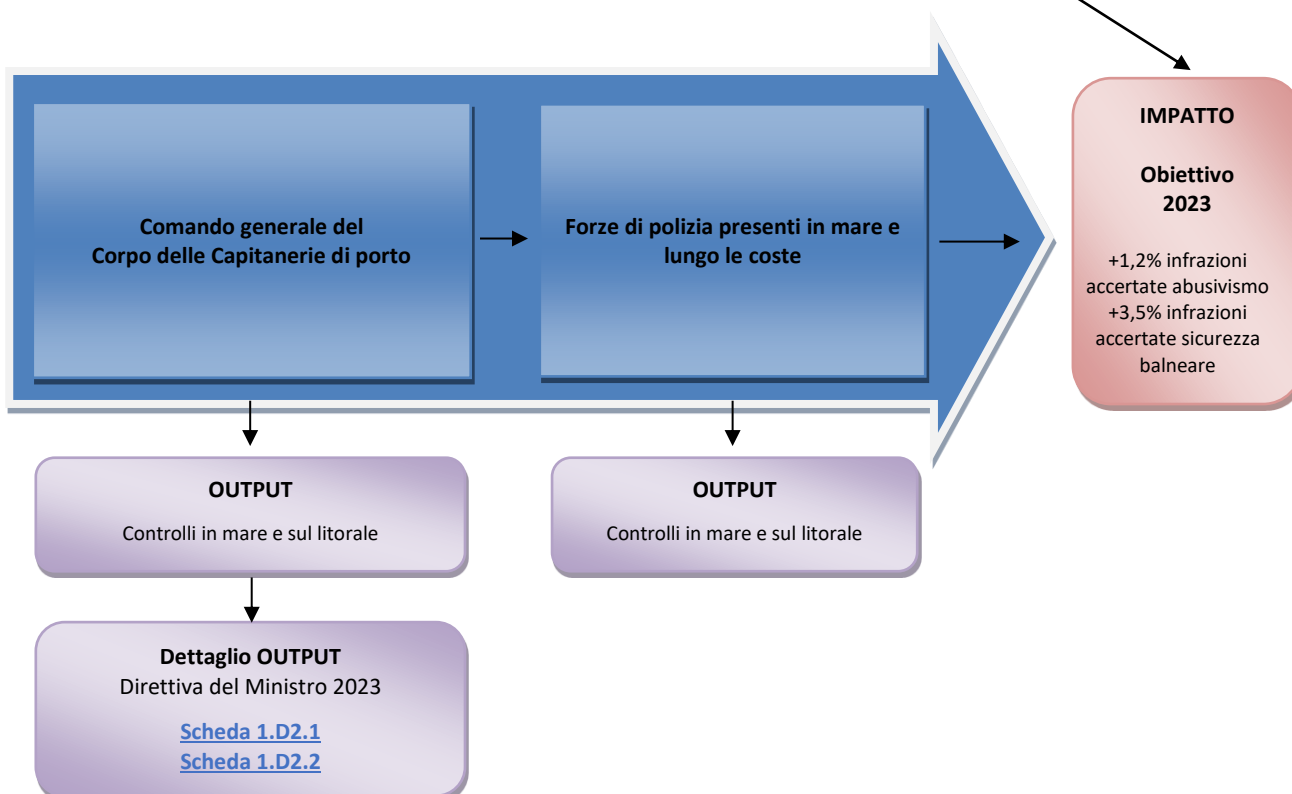 Comando generale del
Corpo delle Capitanerie di porto
Forze di polizia presenti in mare e
lungo le coste
IMPATTO
Obiettivo
2023
+1,2% infrazioni
accertate abusivismo
+3,5% infrazioni
accertate sicurezza
balneare
OUTPUT
Controlli in mare e sul litorale
OUTPUT
Controlli in mare e sul litorale
Dettaglio OUTPUT
Direttiva del Ministro 2023
Scheda 1.D2.1
Scheda 1.D2.2